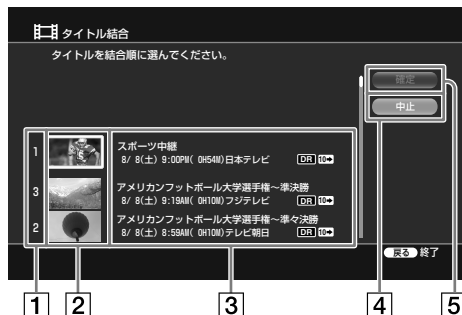 タイトル結合
タイトルを結合順に選んでください。
確定
中止
1
スポーツ中継
8/ 8(土) 9:00PM( 0H54M)日本テレビ DR 10➡
3
アメリカンフットボール大学選手権〜準決勝
8/ 8(土) 9:19AM( 0H10M)フジテレビ DR 10➡
2
アメリカンフットボール大学選手権〜準々決勝
8/ 8(土) 8:59AM( 0H10M)テレビ朝日 DR 10➡
戻る 終了
1 2 3 4 5